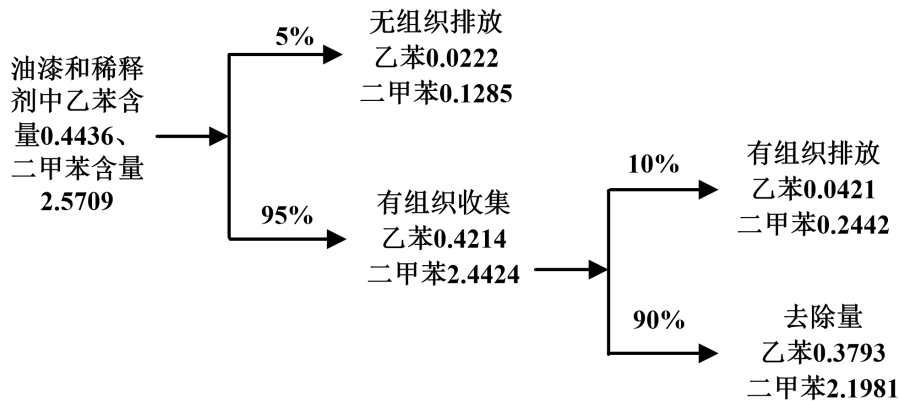 油漆和稀释
剂中乙苯含
量0.4436、
二甲苯含量
2.5709
5%
无组织排放
乙苯0.0222
二甲苯0.1285
95%
有组织收集
乙苯0.4214
二甲苯2.4424
10%
有组织排放
乙苯0.0421
二甲苯0.2442
90%
去除量
乙苯0.3793
二甲苯2.1981